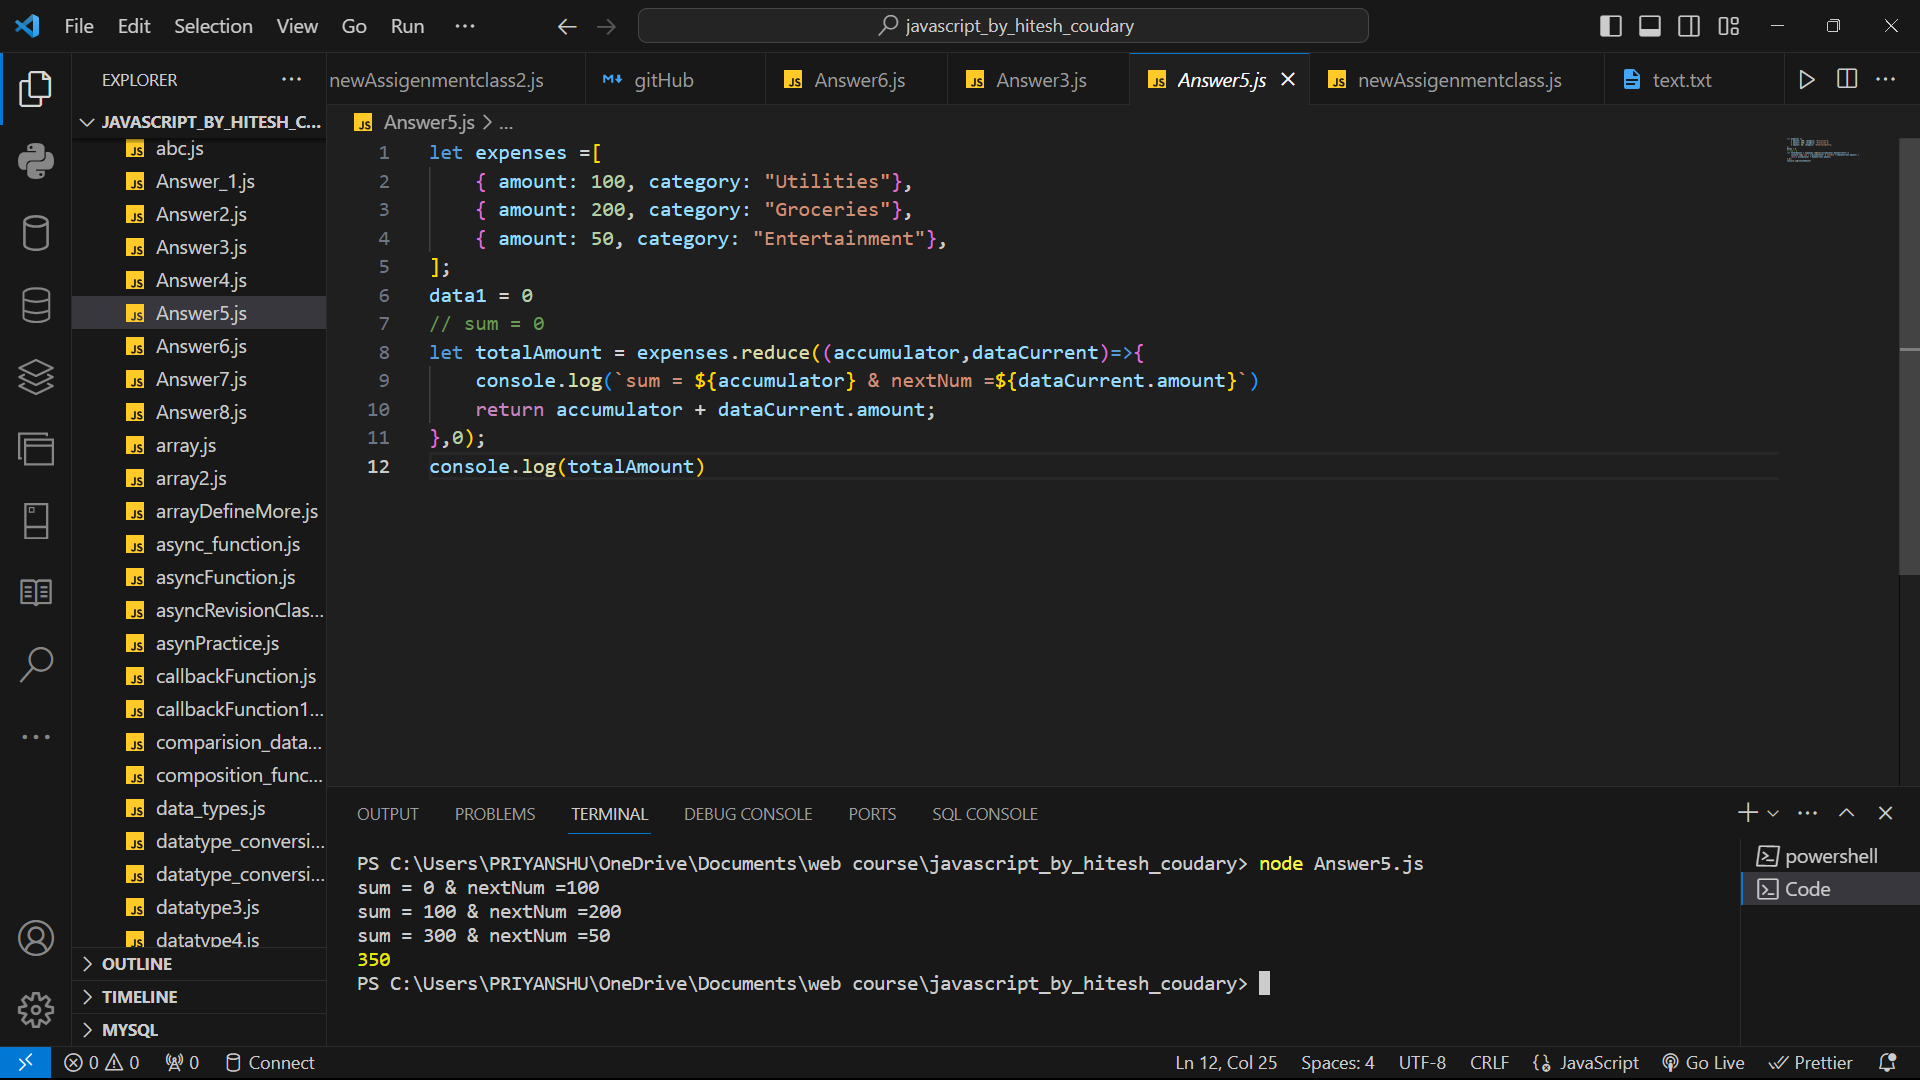 File Edit Selection View Go Run ···
javascript_by_hitesh_coudary
EXPLORER ···
newAssigenmentclass2.js gitHub Answer6.js Answer3.js Answer5.js newAssigenmentclass.js text.txt
JAVASCRIPT_BY_HITESH_C...
abc.js
Answer_1.js
Answer2.js
Answer3.js
Answer4.js
Answer5.js
Answer6.js
Answer7.js
Answer8.js
array.js
array2.js
arrayDefineMore.js
async_function.js
asyncFunction.js
asyncRevisionClas...
asynPractice.js
callbackFunction.js
callbackFunction1...
comparision_data...
composition_func...
data_types.js
datatype_conversi...
datatype_conversi...
datatype3.js
datatype4.js
OUTLINE
TIMELINE
MYSQL
Answer5.js > ...
1 let expenses =[
2 { amount: 100, category: "Utilities"},
3 { amount: 200, category: "Groceries"},
4 { amount: 50, category: "Entertainment"},
5 ];
6 data1 = 0
7 // sum = 0
8 let totalAmount = expenses.reduce((accumulator,dataCurrent)=>{
9 console.log(`sum = ${accumulator} & nextNum =${dataCurrent.amount}`)
10 return accumulator + dataCurrent.amount;
11 },0);
12 console.log(totalAmount)
OUTPUT PROBLEMS TERMINAL DEBUG CONSOLE PORTS SQL CONSOLE
PS C:\Users\PRIYANSHU\OneDrive\Documents\web course\javascript_by_hitesh_coudary> node Answer5.js
sum = 0 & nextNum =100
sum = 100 & nextNum =200
sum = 300 & nextNum =50
350
PS C:\Users\PRIYANSHU\OneDrive\Documents\web course\javascript_by_hitesh_coudary>
powershell
Code
0 0 0 Connect Ln 12, Col 25 Spaces: 4 UTF-8 CRLF JavaScript Go Live Prettier